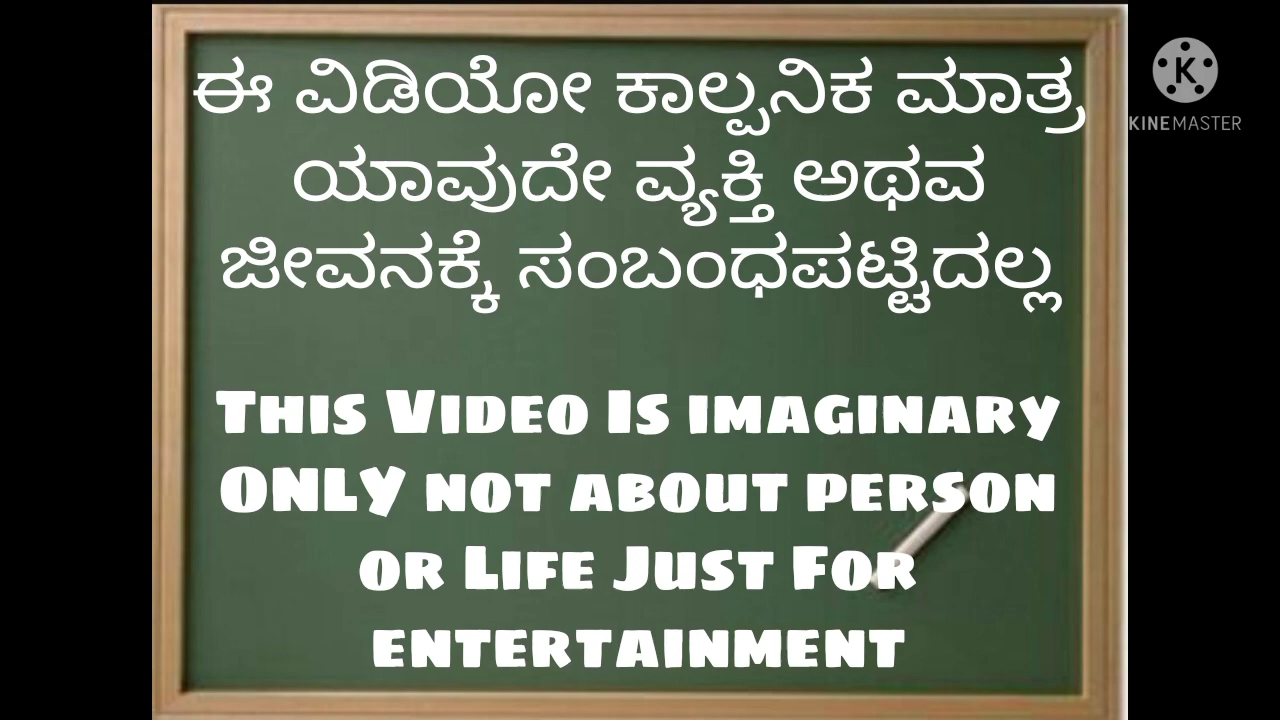 ಈ ವಿಡಿಯೋ ಕಾಲ್ಪನಿಕ ಮಾತ್ರ
ಯಾವುದೇ ವ್ಯಕ್ತಿ ಅಥವ
ಜೀವನಕ್ಕೆ ಸಂಬಂಧಪಟ್ಟಿದಲ್ಲ
This Video Is imaginary
ONLY not about person
or Life Just For
entertainment
K
KINEMASTER